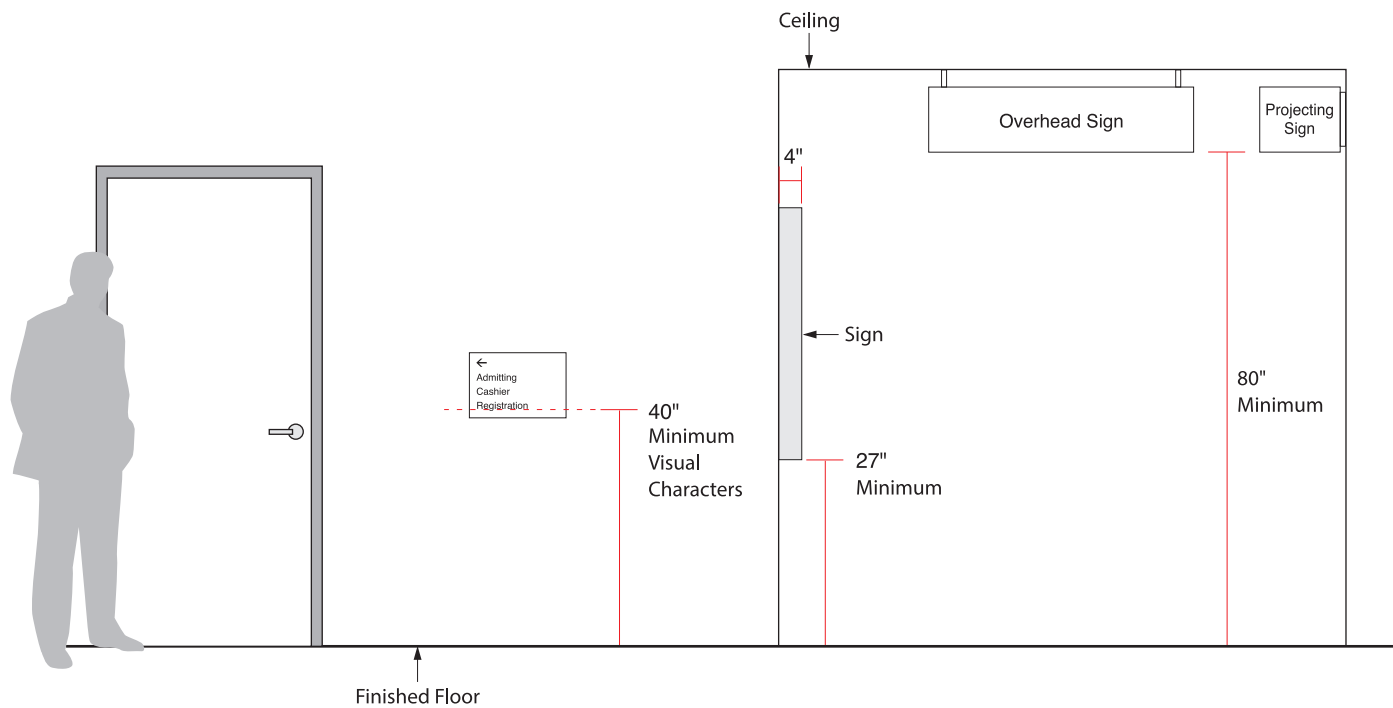 Ceiling
Overhead Sign
Projecting
Sign
4"
Sign
←
Admitting
Cashier
Registration
40"
Minimum
Visual
Characters
27"
Minimum
80"
Minimum
Finished Floor